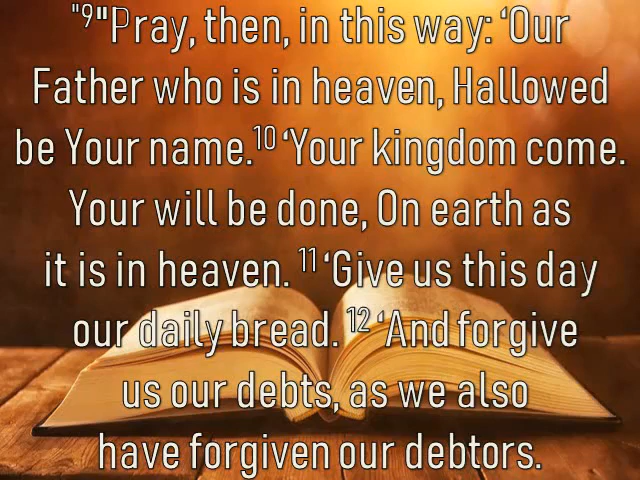 "⁹"Pray, then, in this way: ‘Our
Father who is in heaven, Hallowed
be Your name.¹⁰ ‘Your kingdom come.
Your will be done, On earth as
it is in heaven. ¹¹ ‘Give us this day
our daily bread. ¹² ‘And forgive
us our debts, as we also
have forgiven our debtors.